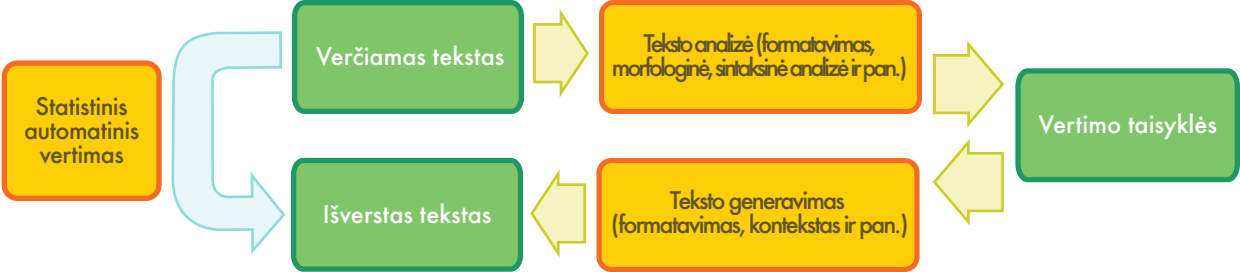 Statistinis
automatinis
vertimas
Verčiamas tekstas
Teksto analizė (formatavimas,
morfologinė, sintaksinė analizė ir pan.)
Vertimo taisyklės
Teksto generavimas
(formatavimas, kontekstas ir pan.)
Išverstas tekstas